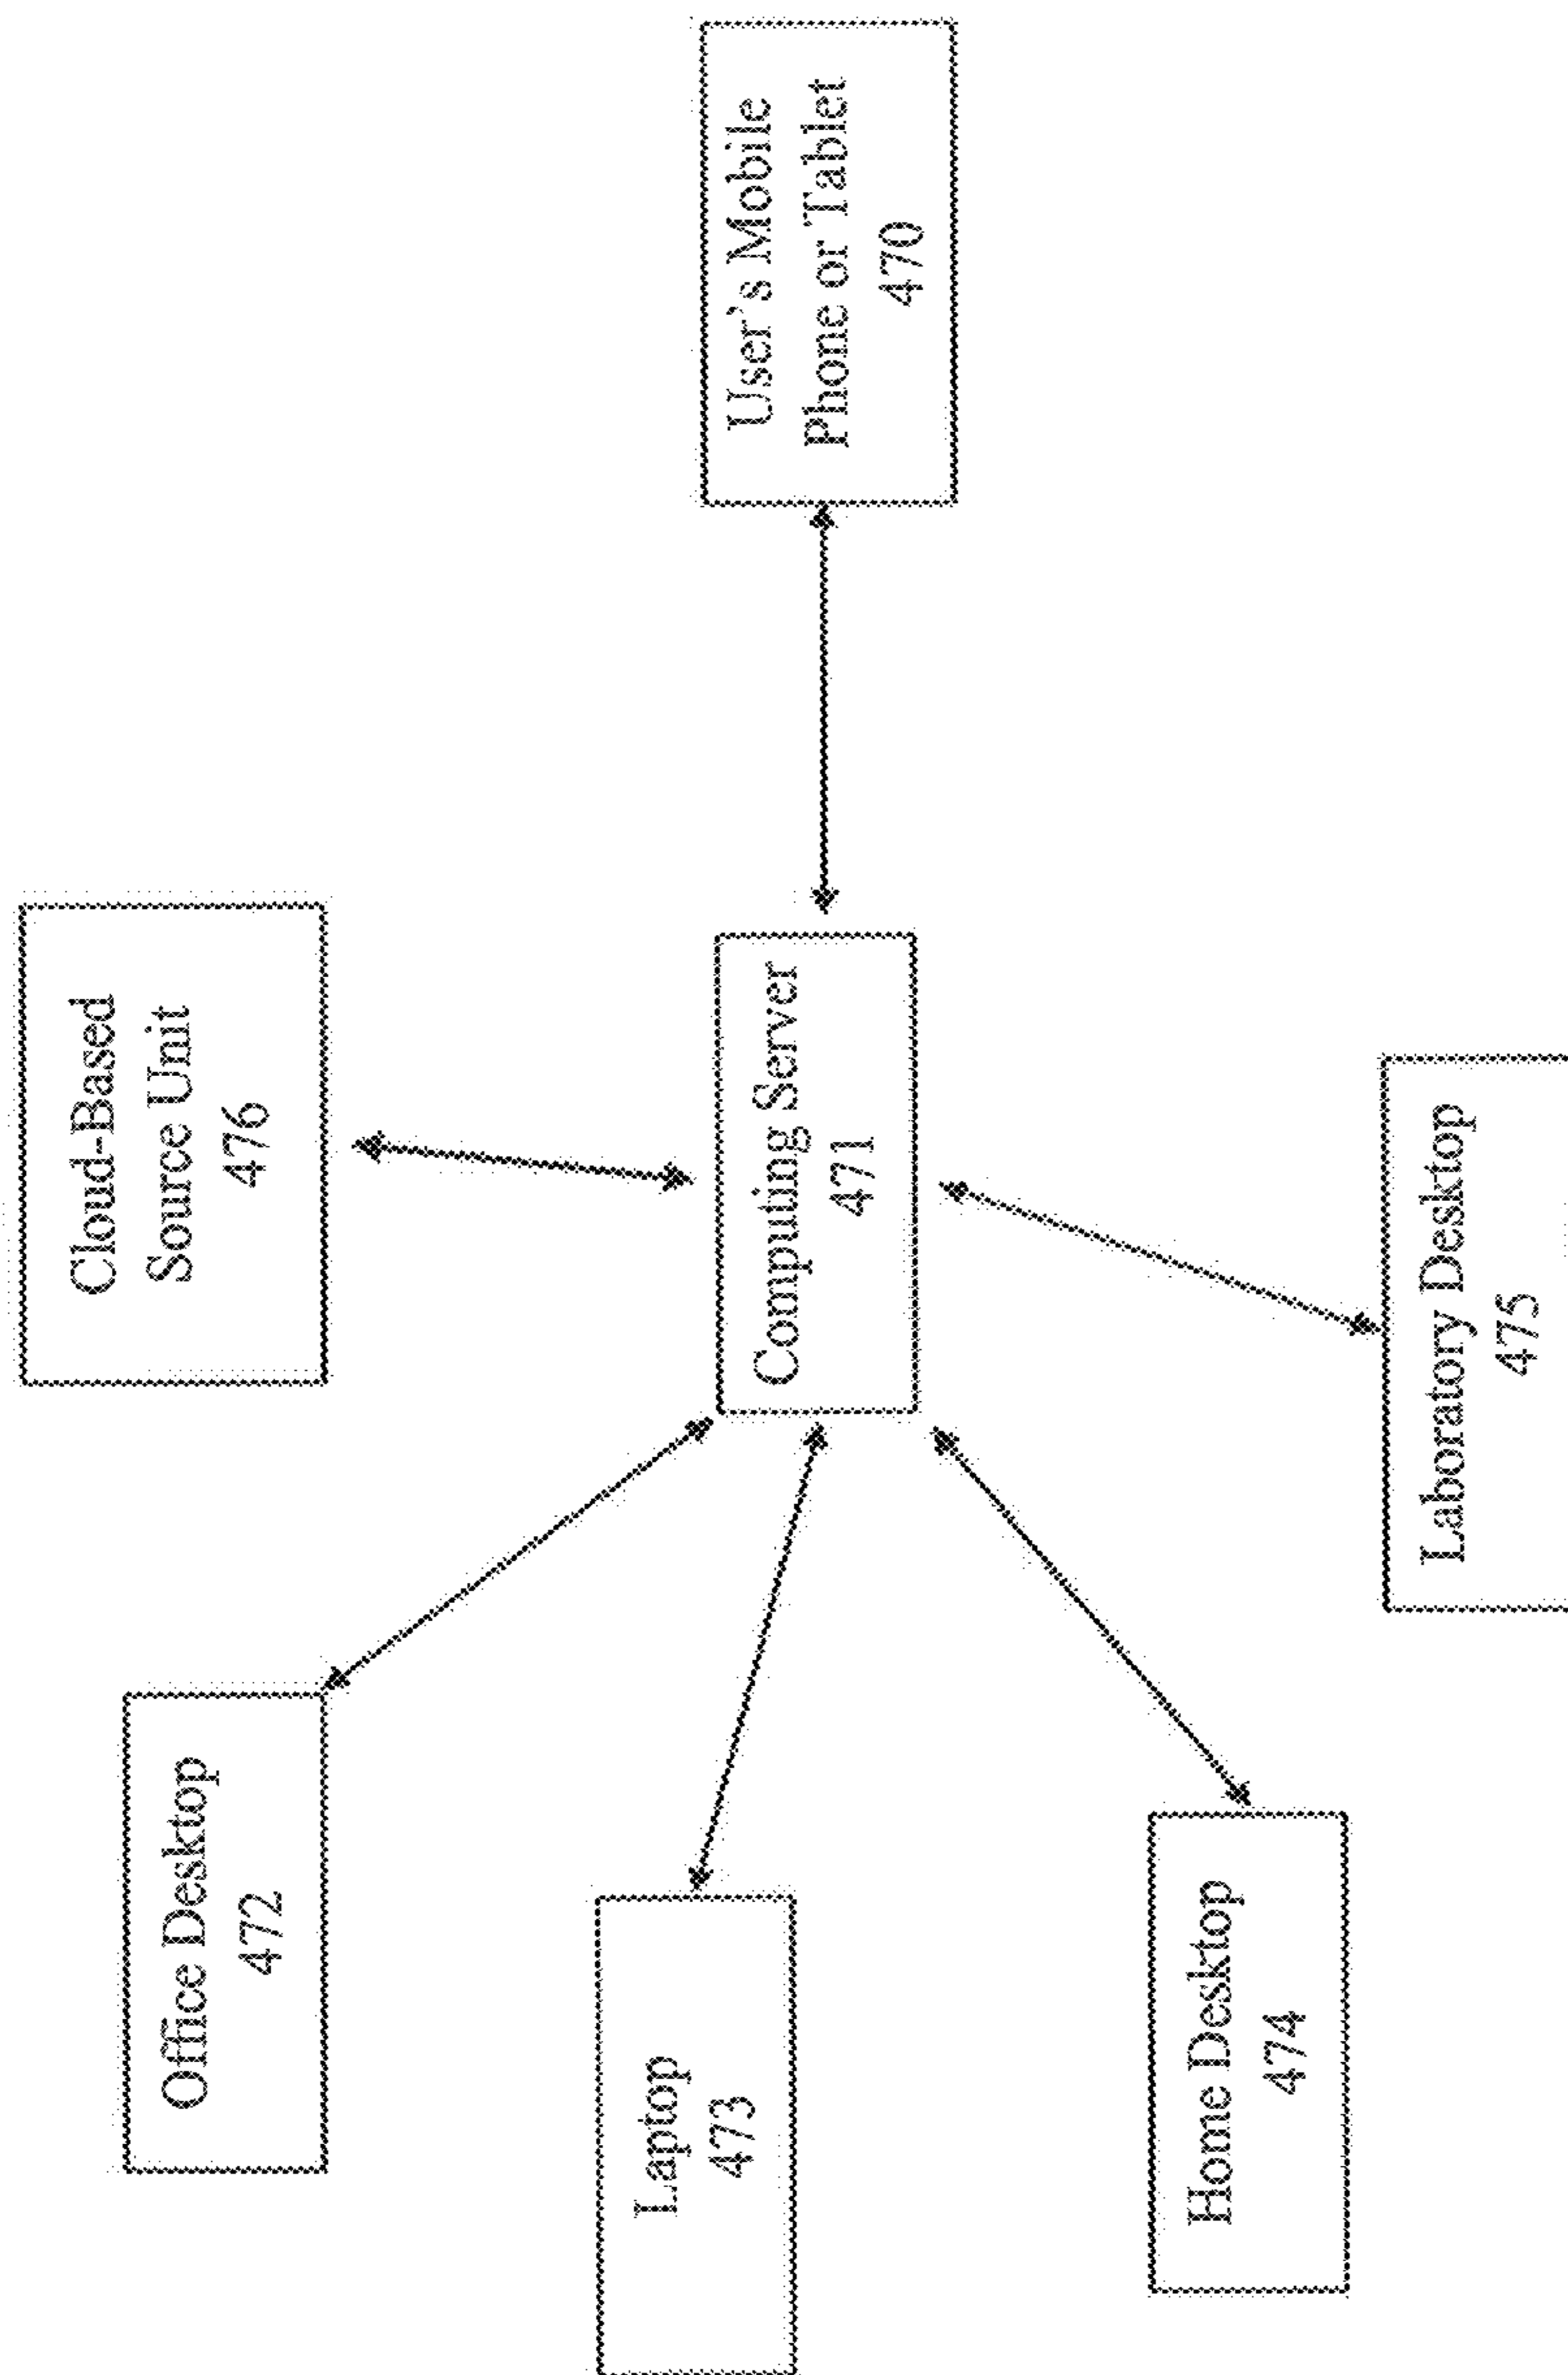 Cloud-Based
Source Unit
476
Office Desktop
472
Laptop
473
Computing Server
471
User's Mobile
Phone or Tablet
470
Home Desktop
474
Laboratory Desktop
475